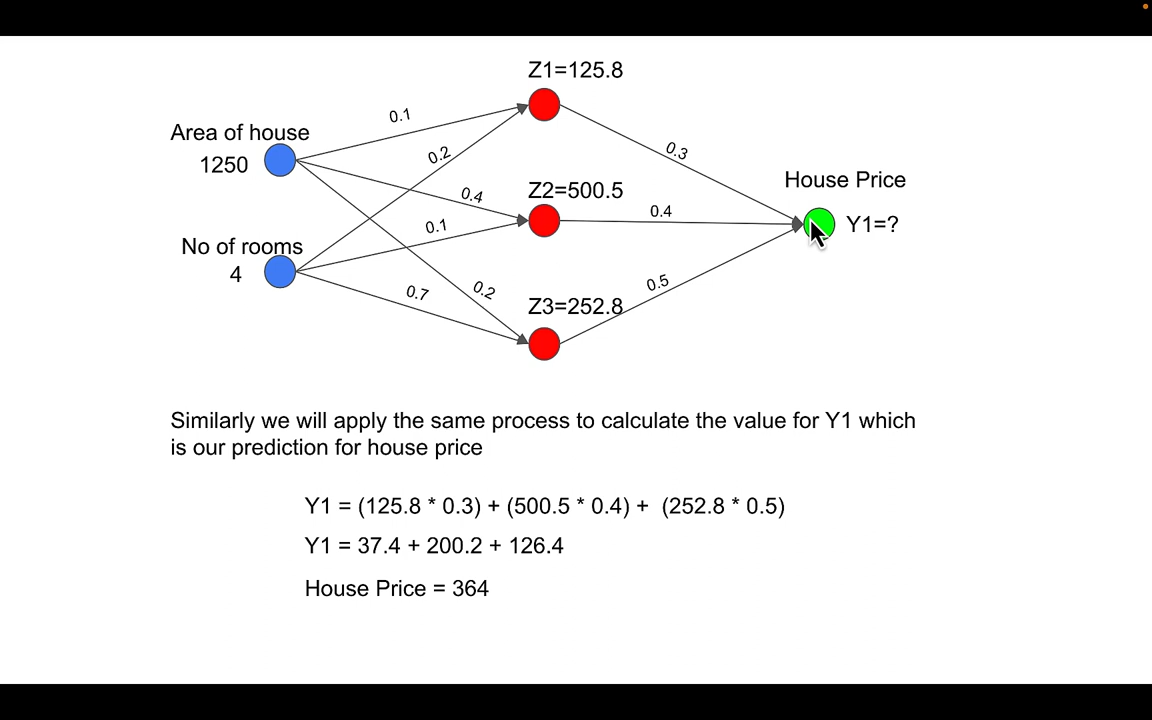 Z1=125.8
0.1
Area of house
1250
0.2
0.3
0.4
Z2=500.5
House Price
0.4
Y1=?
0.1
No of rooms
4
0.7
0.2
Z3=252.8
0.5
Similarly we will apply the same process to calculate the value for Y1 which
is our prediction for house price
Y1 = (125.8 * 0.3) + (500.5 * 0.4) + (252.8 * 0.5)
Y1 = 37.4 + 200.2 + 126.4
House Price = 364